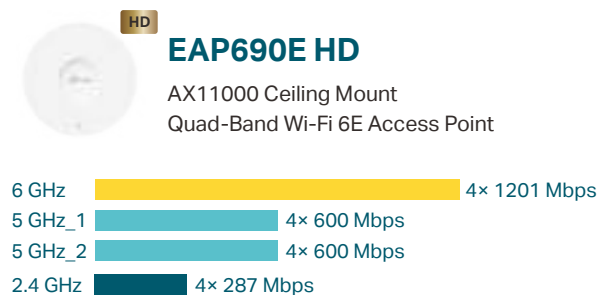 HD
EAP690E HD
AX11000 Ceiling Mount
Quad-Band Wi-Fi 6E Access Point
6 GHz 4× 1201 Mbps
5 GHz_1 4× 600 Mbps
5 GHz_2 4× 600 Mbps
2.4 GHz 4× 287 Mbps